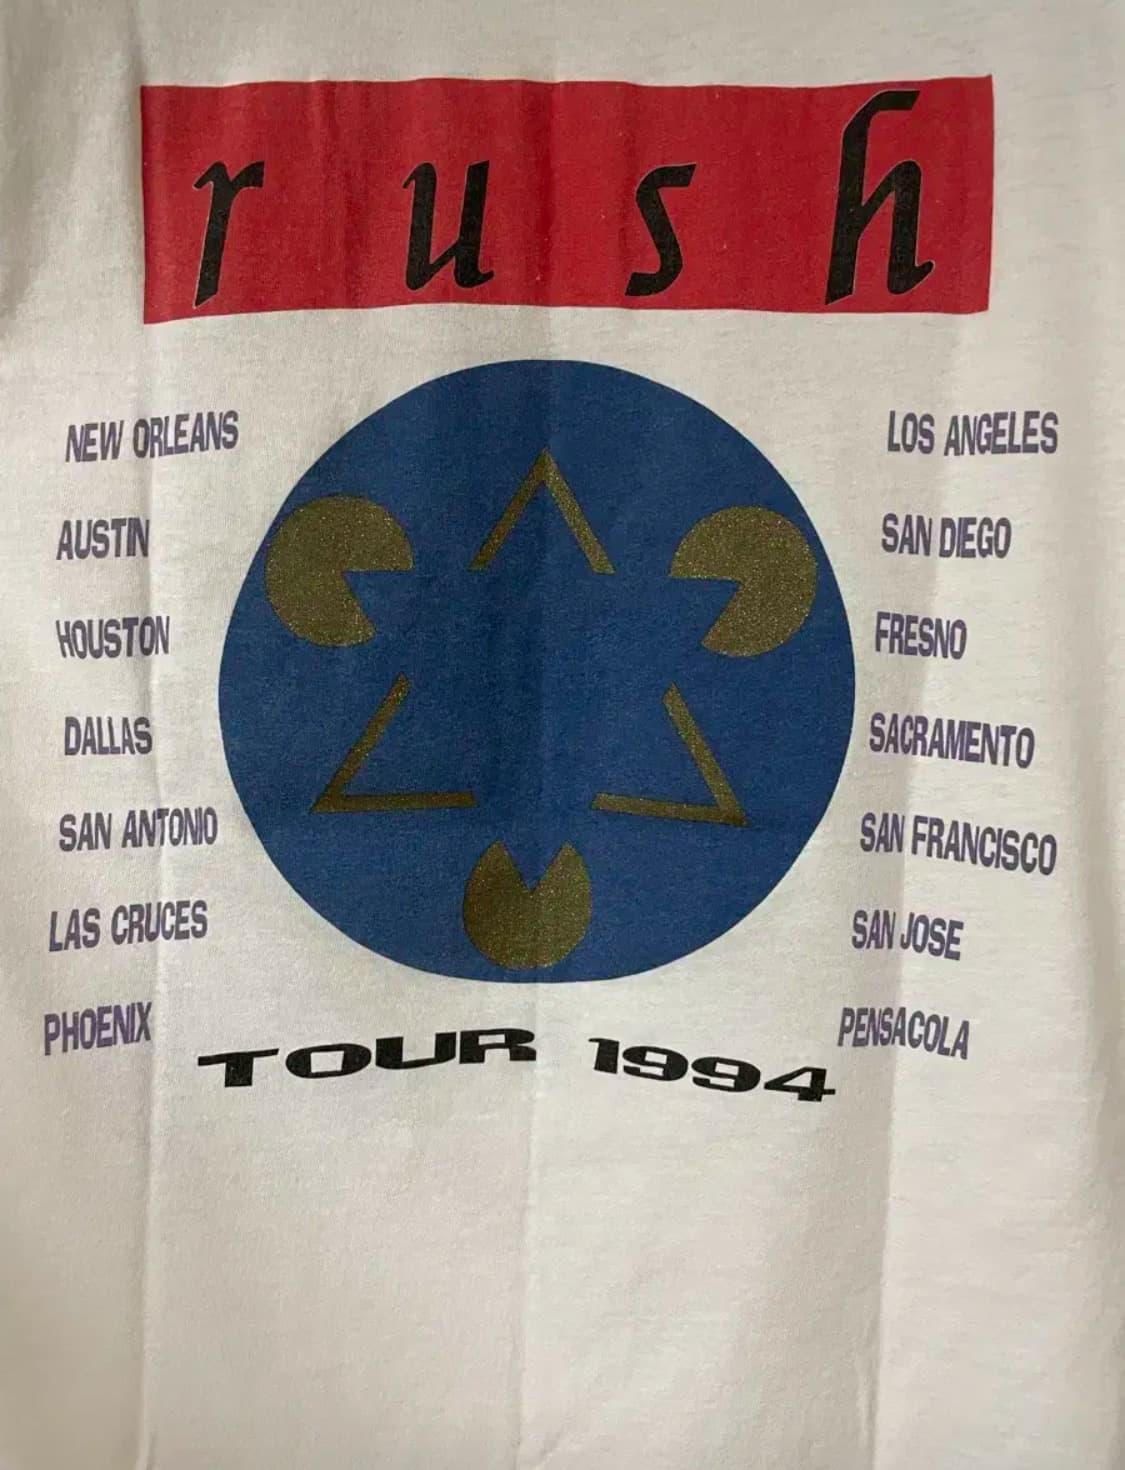 rush
NEW ORLEANS
AUSTIN
HOUSTON
DALLAS
SAN ANTONIO
LAS CRUCES
PHOENIX
LOS ANGELES
SAN DIEGO
FRESNO
SACRAMENTO
SAN FRANCISCO
SAN JOSE
PENSACOLA
TOUR 1994